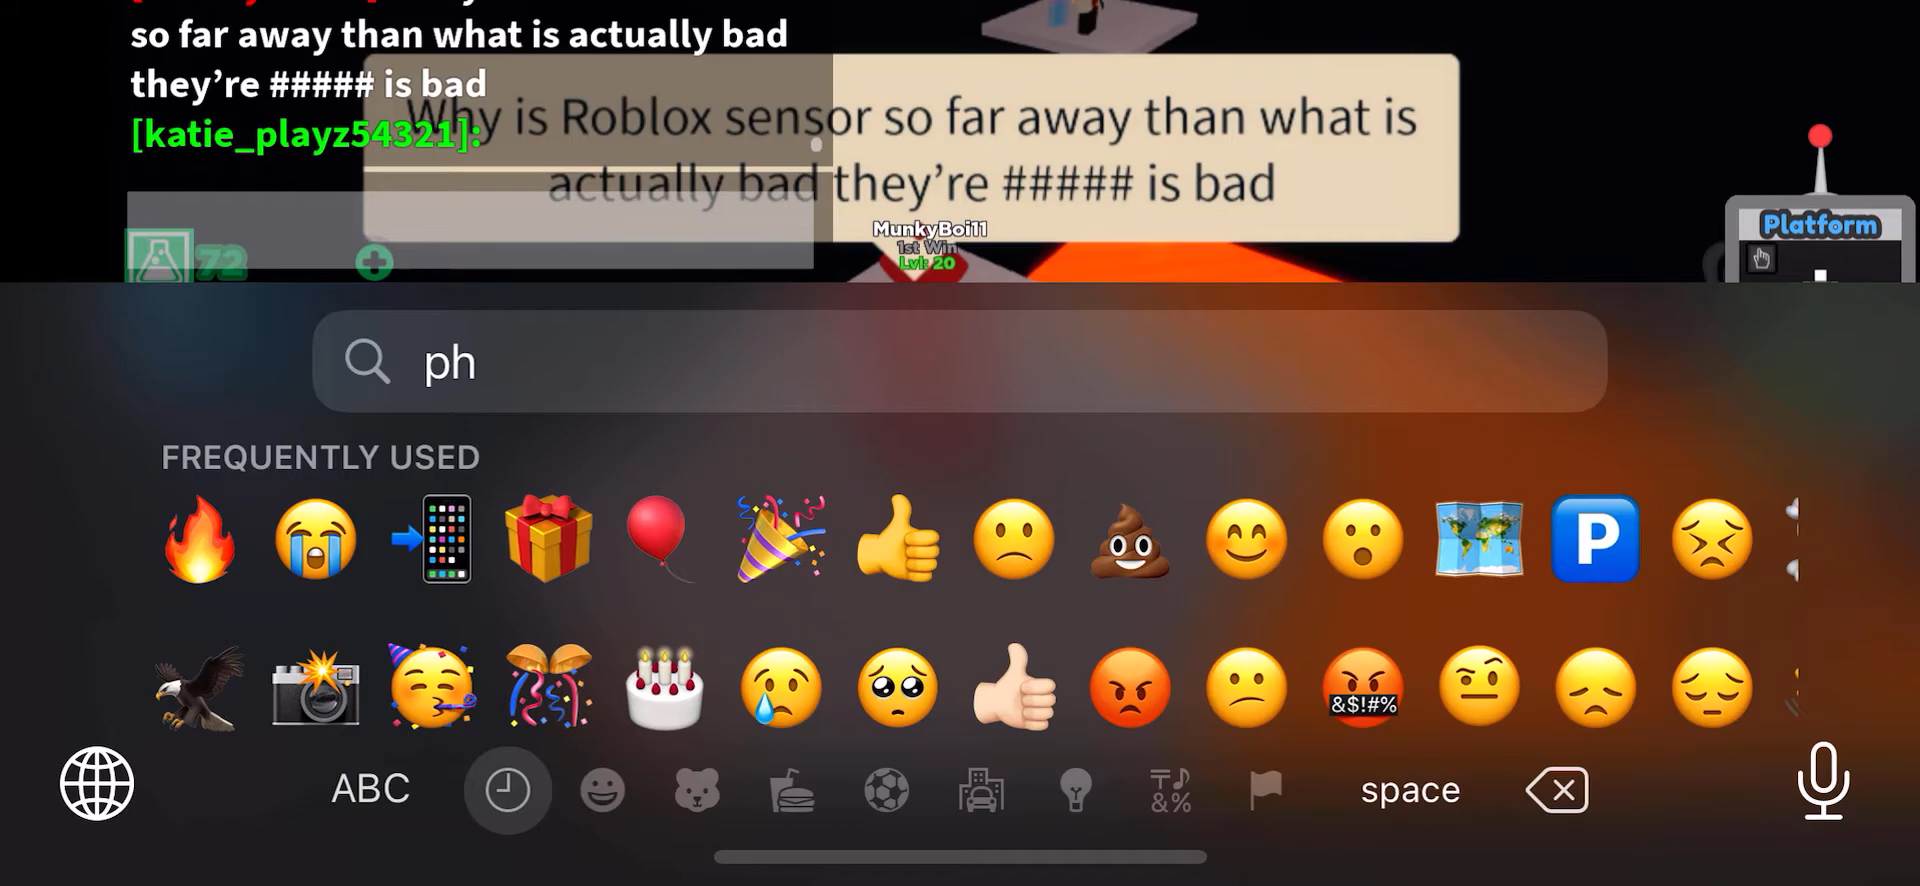 so far away than what is actually bad
they're ##### is bad
[katie_playz54321]:
Why is Roblox sensor so far away than what is
actually bad they're ##### is bad
MunkyBoi11
1st Win
Lvl: 20
72
Platform
ph
FREQUENTLY USED
P
&$!#%
ABC
&%
space